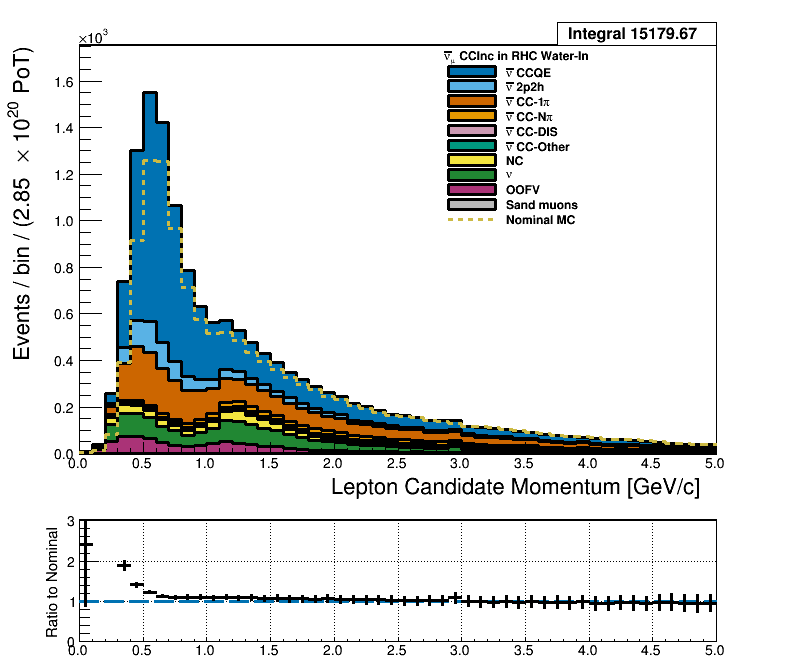 Integral 15179.67
×10³
ν̅μ CCInc in RHC Water-In
ν̅ CCQE
ν̅ 2p2h
ν̅ CC-1π
ν̅ CC-Nπ
ν̅ CC-DIS
ν̅ CC-Other
NC
ν
OOFV
Sand muons
Nominal MC
Events / bin / (2.85 × 10²⁰ PoT)
1.6
1.4
1.2
1.0
0.8
0.6
0.4
0.2
0.0
0.0 0.5 1.0 1.5 2.0 2.5 3.0 3.5 4.0 4.5 5.0
Lepton Candidate Momentum [GeV/c]
Ratio to Nominal
3
2
1
0
0.0 0.5 1.0 1.5 2.0 2.5 3.0 3.5 4.0 4.5 5.0